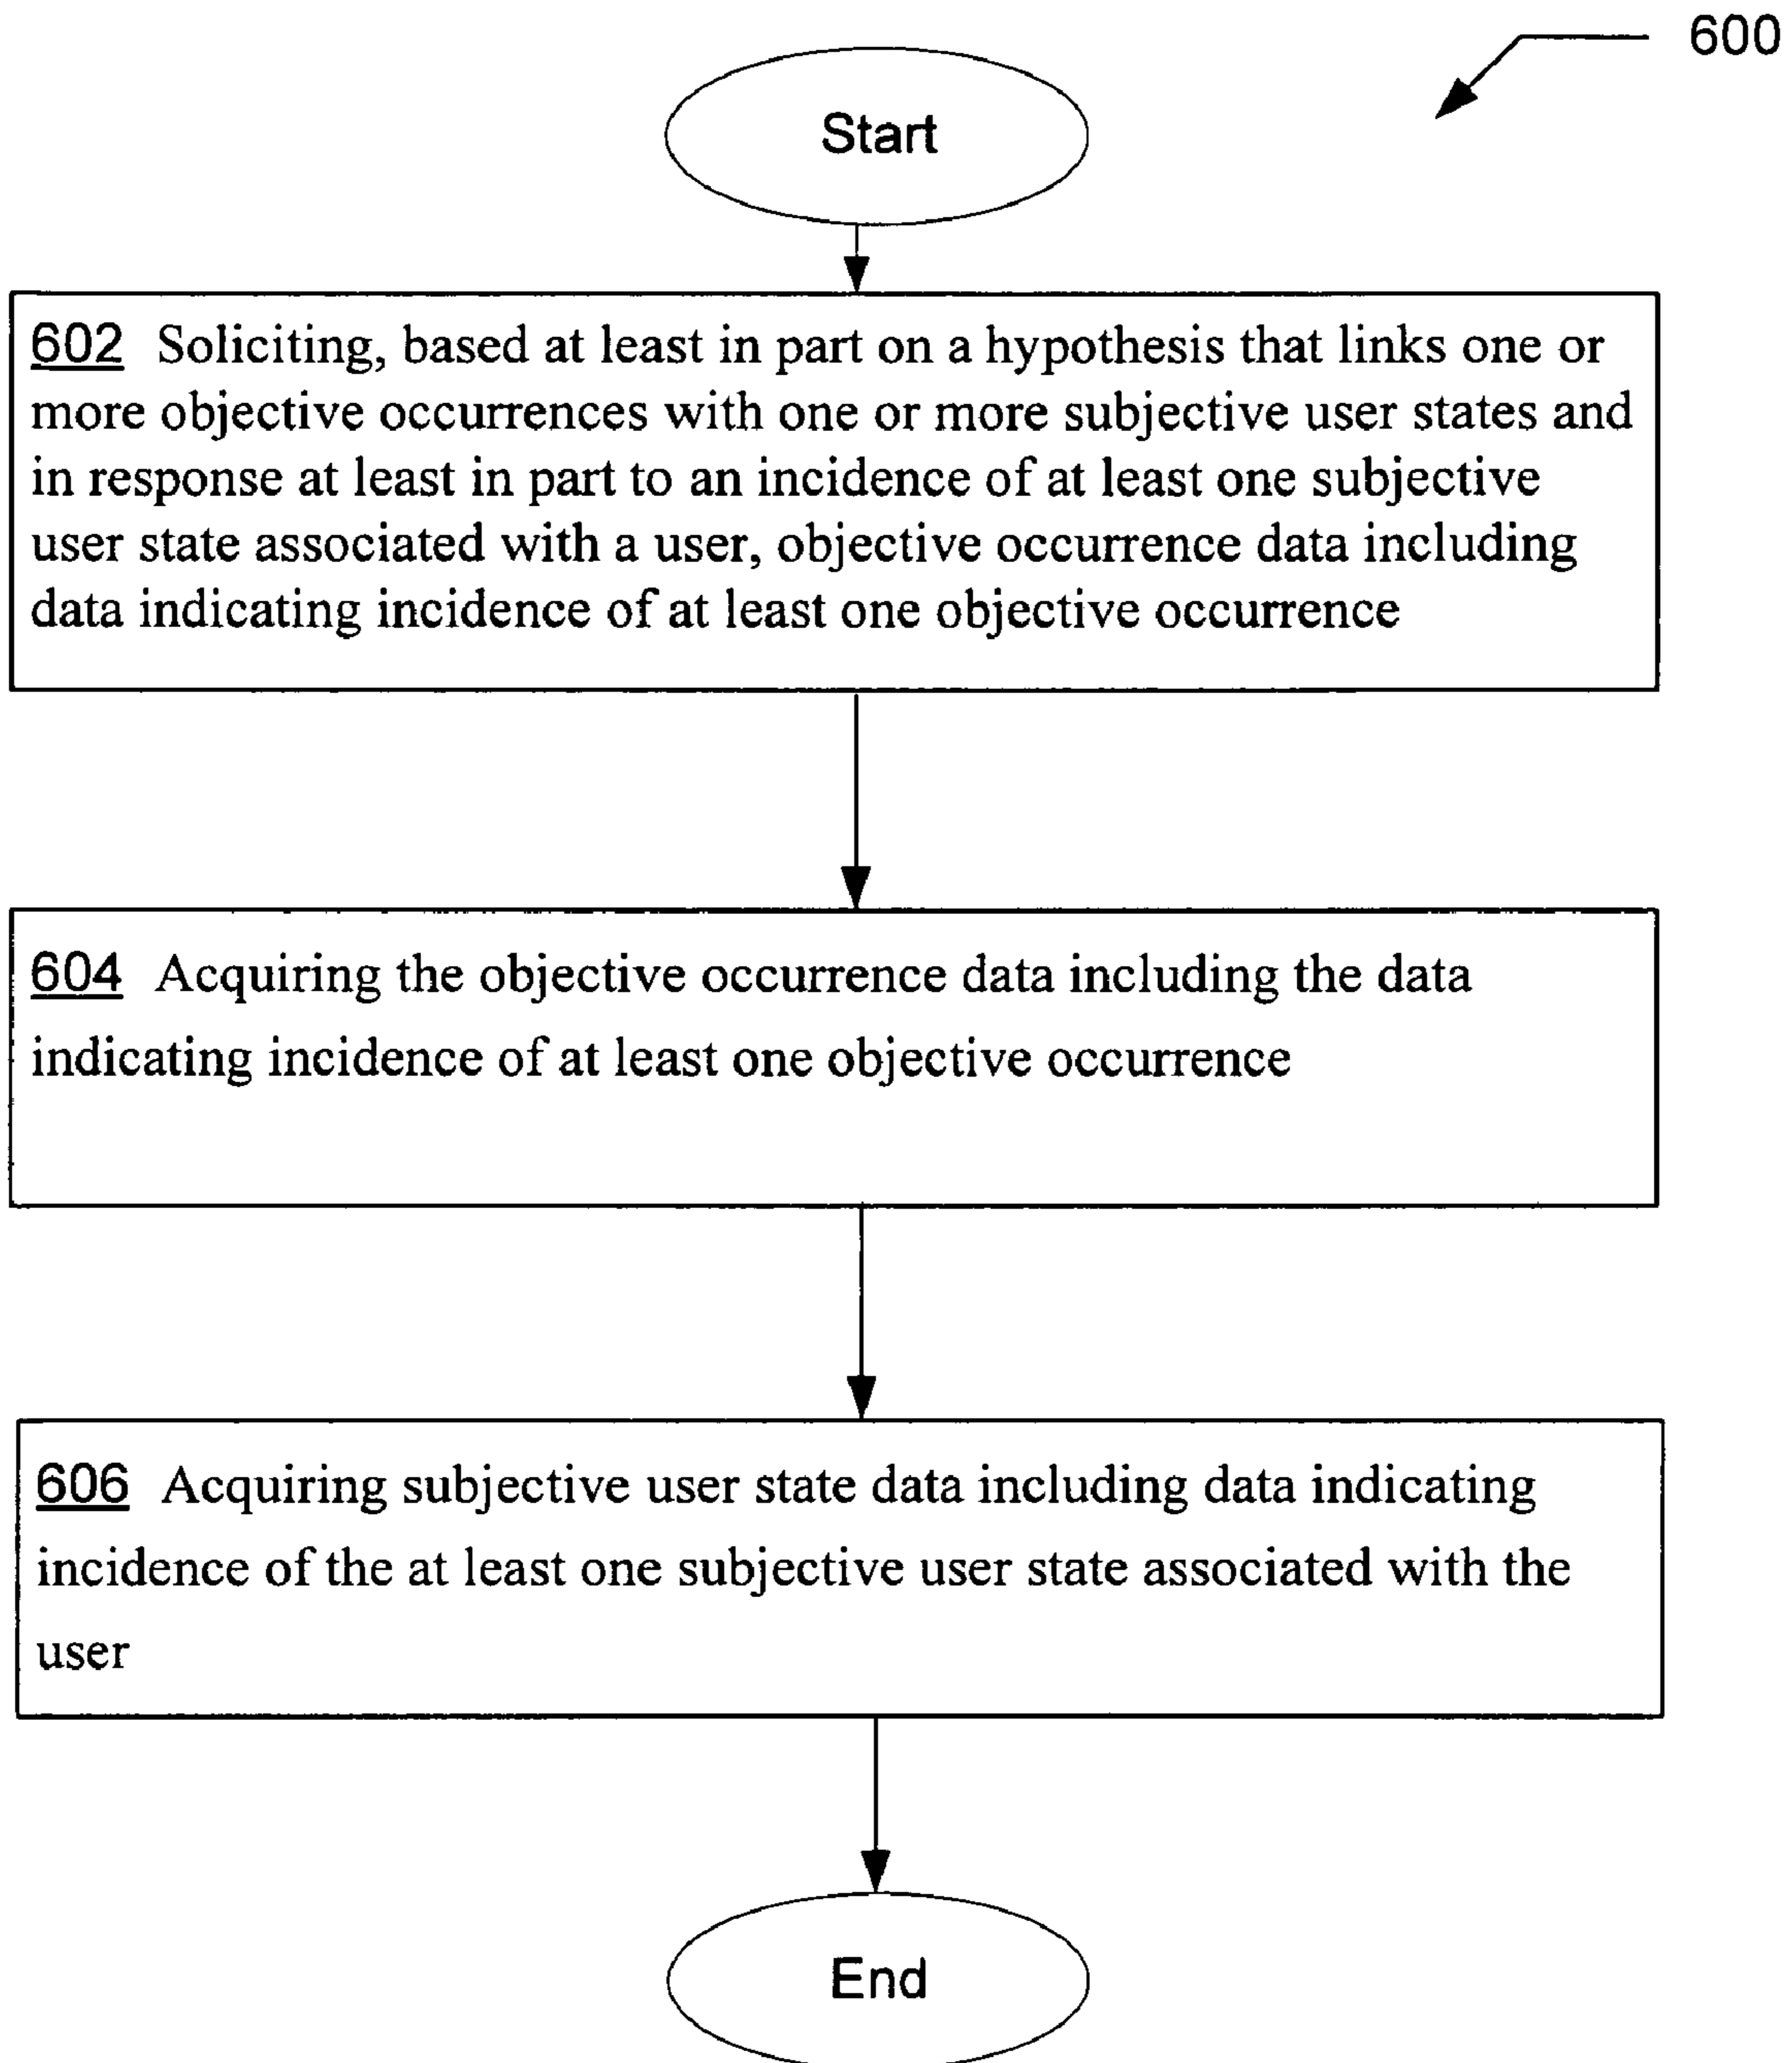 600
Start
602 Soliciting, based at least in part on a hypothesis that links one or
more objective occurrences with one or more subjective user states and
in response at least in part to an incidence of at least one subjective
user state associated with a user, objective occurrence data including
data indicating incidence of at least one objective occurrence
604 Acquiring the objective occurrence data including the data
indicating incidence of at least one objective occurrence
606 Acquiring subjective user state data including data indicating
incidence of the at least one subjective user state associated with the
user
End